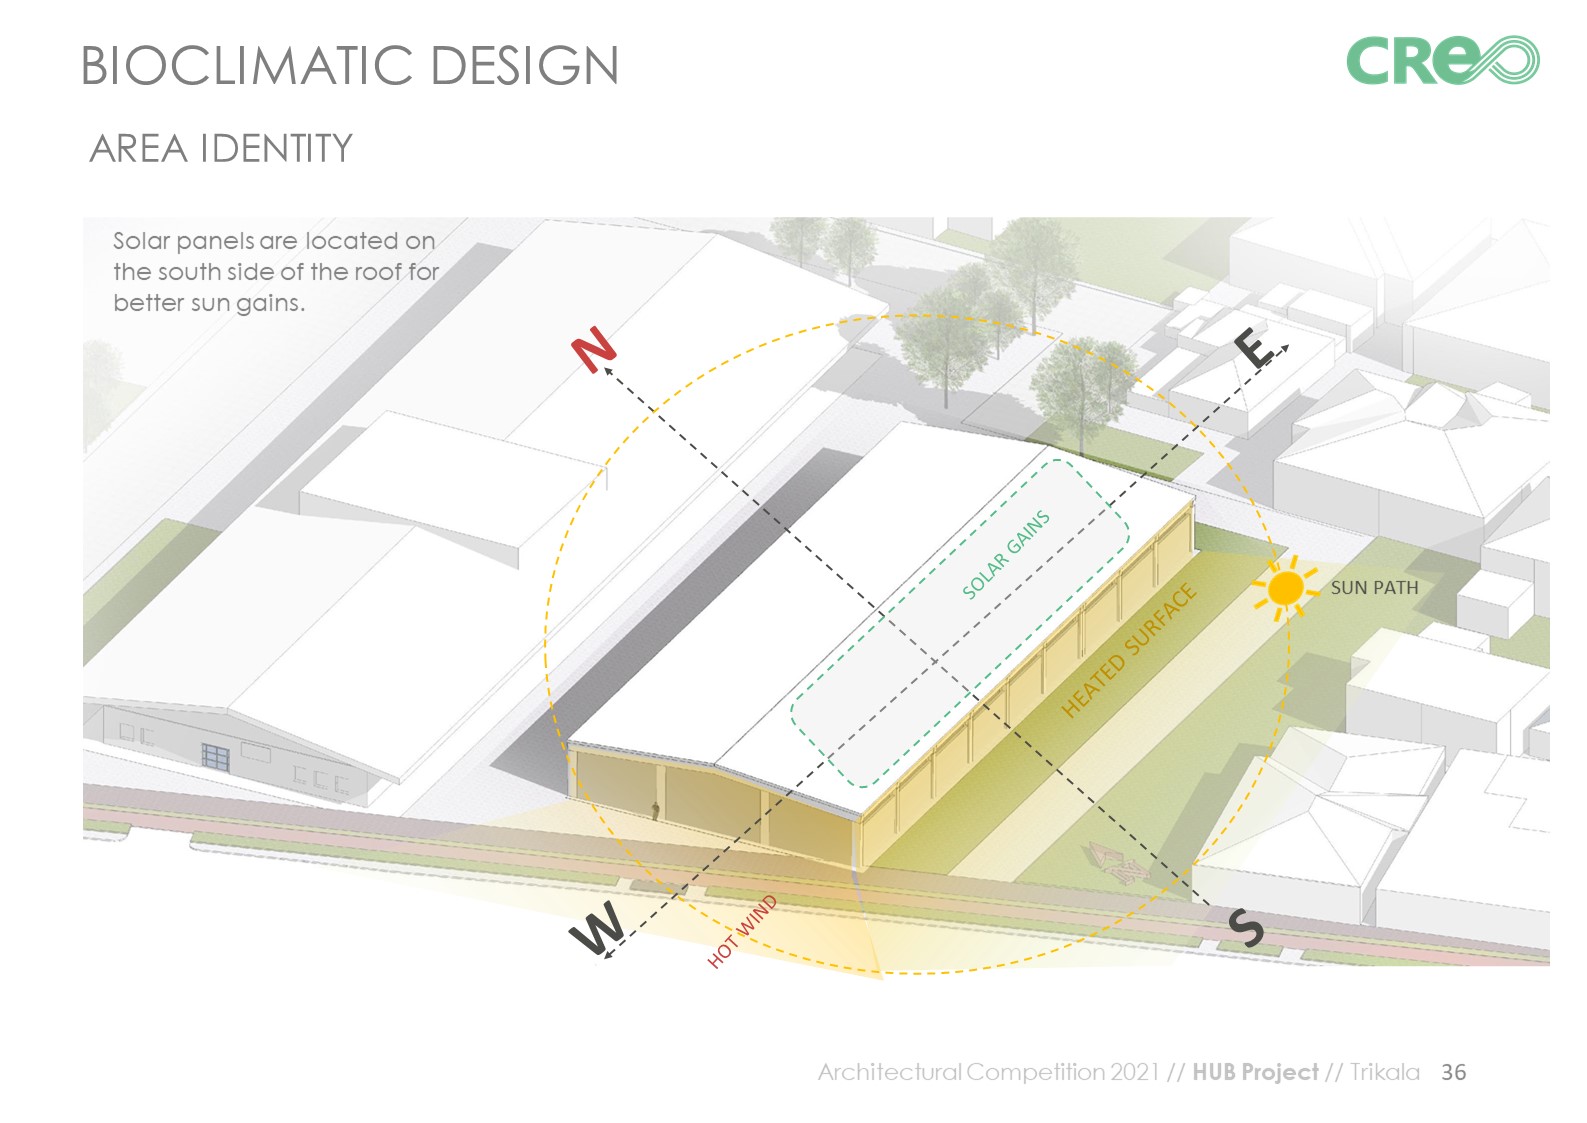 BIOCLIMATIC DESIGN
CREO
AREA IDENTITY
Solar panels are located on
the south side of the roof for
better sun gains.
N
E
SOLAR GAINS
SUN PATH
HEATED SURFACE
W
HOT WIND
S
Architectural Competition 2021 // HUB Project // Trikala 36